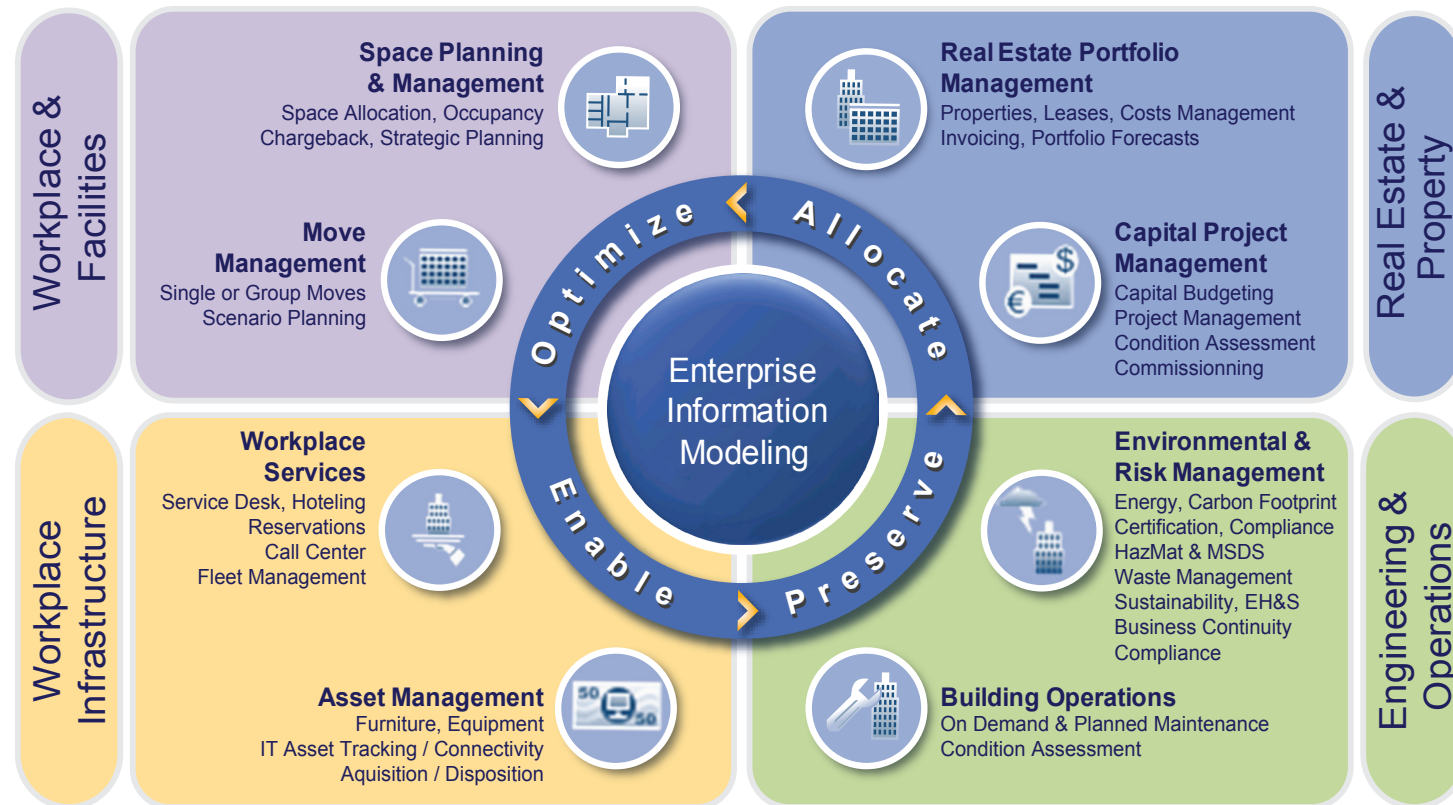 Workplace &
Facilities
Space Planning
& Management
Space Allocation, Occupancy
Chargeback, Strategic Planning
Move
Management
Single or Group Moves
Scenario Planning
Real Estate Portfolio
Management
Properties, Leases, Costs Management
Invoicing, Portfolio Forecasts
Capital Project
Management
Capital Budgeting
Project Management
Condition Assessment
Commissionning
$
€
Real Estate &
Property
Optimize
Allocate
Enterprise
Information
Modeling
Enable
Preserve
Workplace
Infrastructure
Workplace
Services
Service Desk, Hoteling
Reservations
Call Center
Fleet Management
Asset Management
Furniture, Equipment
IT Asset Tracking / Connectivity
Aquisition / Disposition
50
50
Environmental &
Risk Management
Energy, Carbon Footprint
Certification, Compliance
HazMat & MSDS
Waste Management
Sustainability, EH&S
Business Continuity
Compliance
Building Operations
On Demand & Planned Maintenance
Condition Assessment
Engineering &
Operations